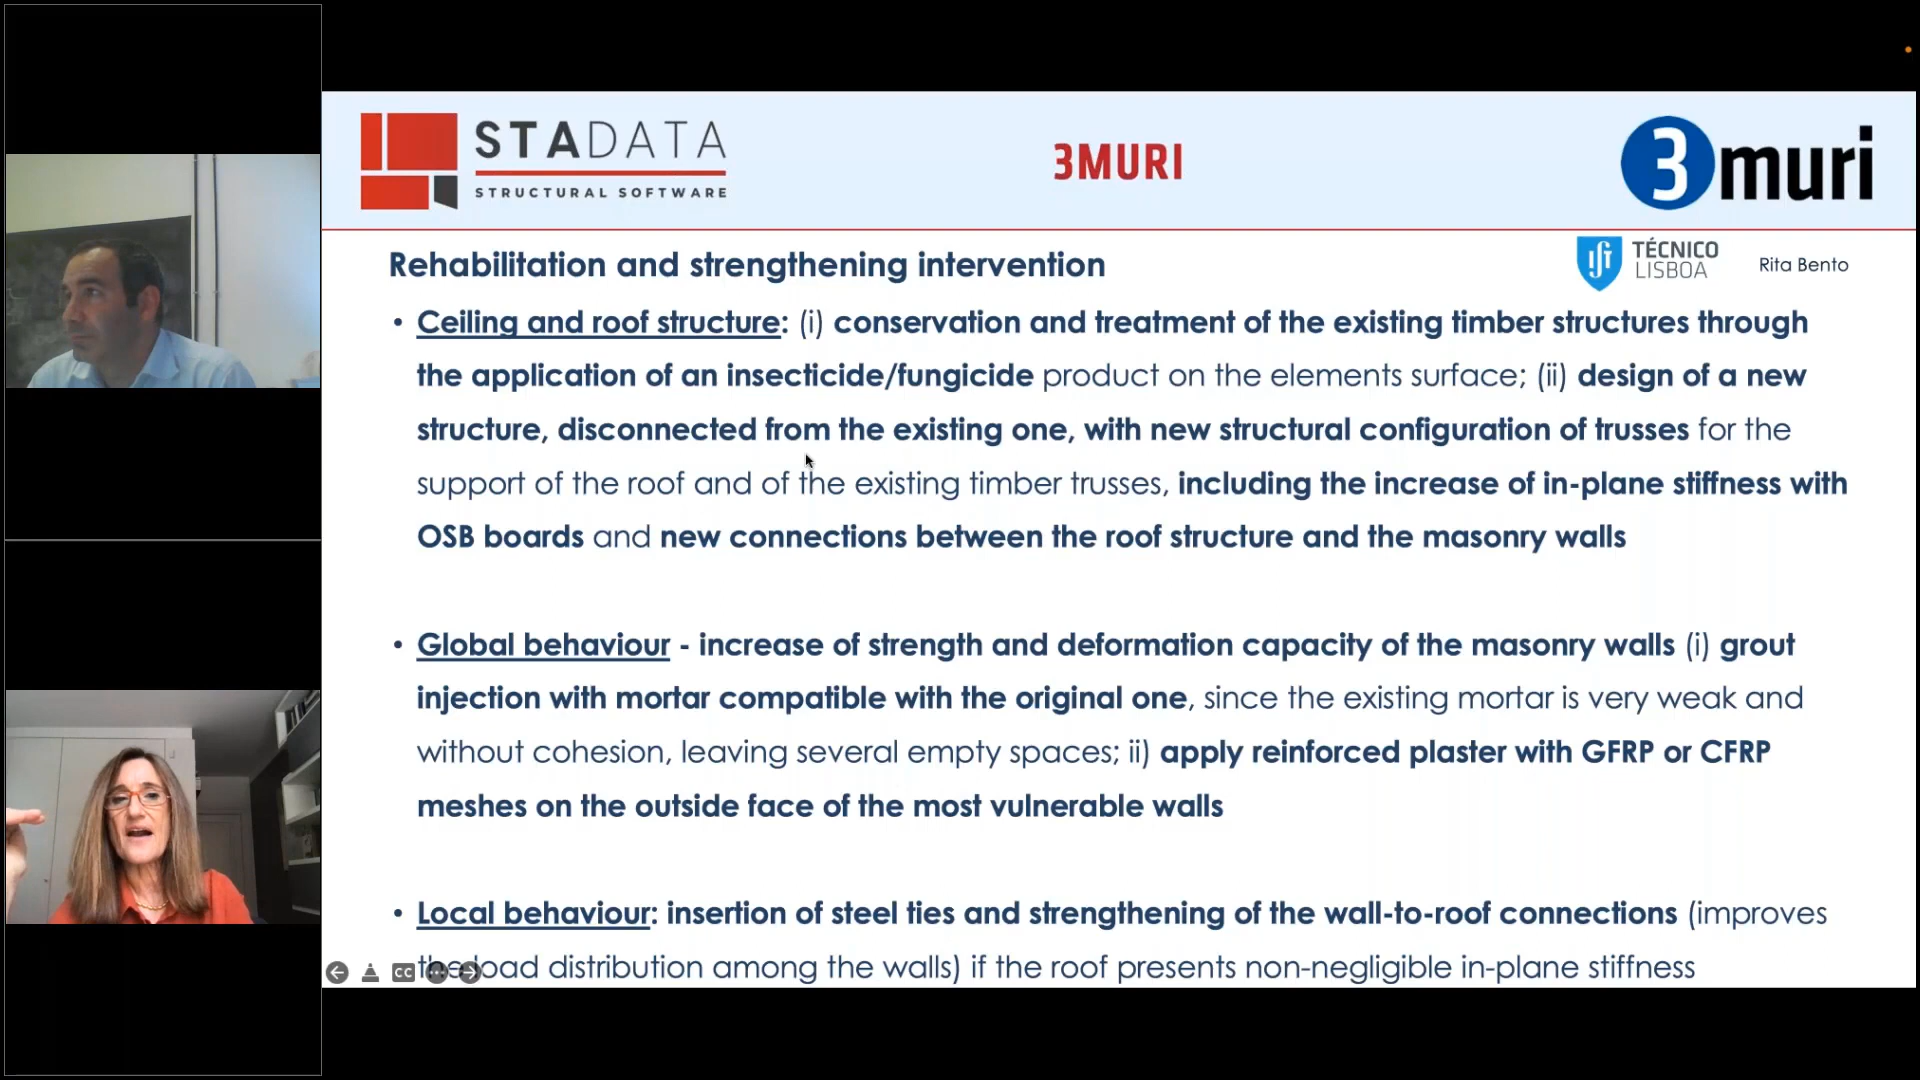 STADATA
STRUCTURAL SOFTWARE
3MURI
3muri
Rehabilitation and strengthening intervention
TÉCNICO
LISBOA
Rita Bento
• Ceiling and roof structure: (i) conservation and treatment of the existing timber structures through
the application of an insecticide/fungicide product on the elements surface; (ii) design of a new
structure, disconnected from the existing one, with new structural configuration of trusses for the
support of the roof and of the existing timber trusses, including the increase of in-plane stiffness with
OSB boards and new connections between the roof structure and the masonry walls
• Global behaviour - increase of strength and deformation capacity of the masonry walls (i) grout
injection with mortar compatible with the original one, since the existing mortar is very weak and
without cohesion, leaving several empty spaces; ii) apply reinforced plaster with GFRP or CFRP
meshes on the outside face of the most vulnerable walls
• Local behaviour: insertion of steel ties and strengthening of the wall-to-roof connections (improves
the load distribution among the walls) if the roof presents non-negligible in-plane stiffness
CC